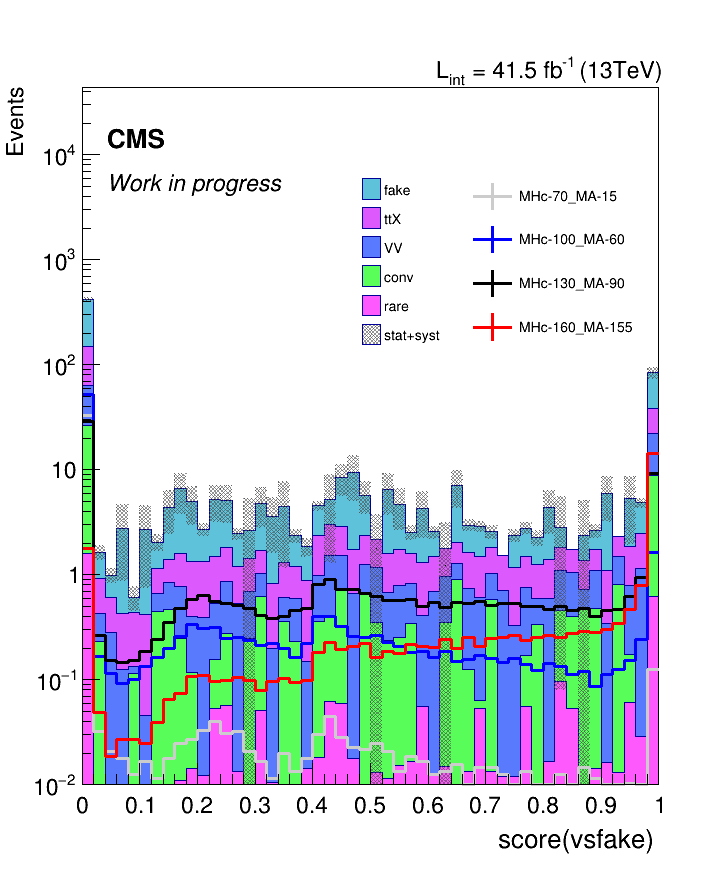 L_int = 41.5 fb^-1 (13TeV)
Events
CMS
Work in progress
fake
ttX
VV
conv
rare
stat+syst
MHc-70_MA-15
MHc-100_MA-60
MHc-130_MA-90
MHc-160_MA-155
10^4
10^3
10^2
10
1
10^-1
10^-2
0 0.1 0.2 0.3 0.4 0.5 0.6 0.7 0.8 0.9 1
score(vsfake)